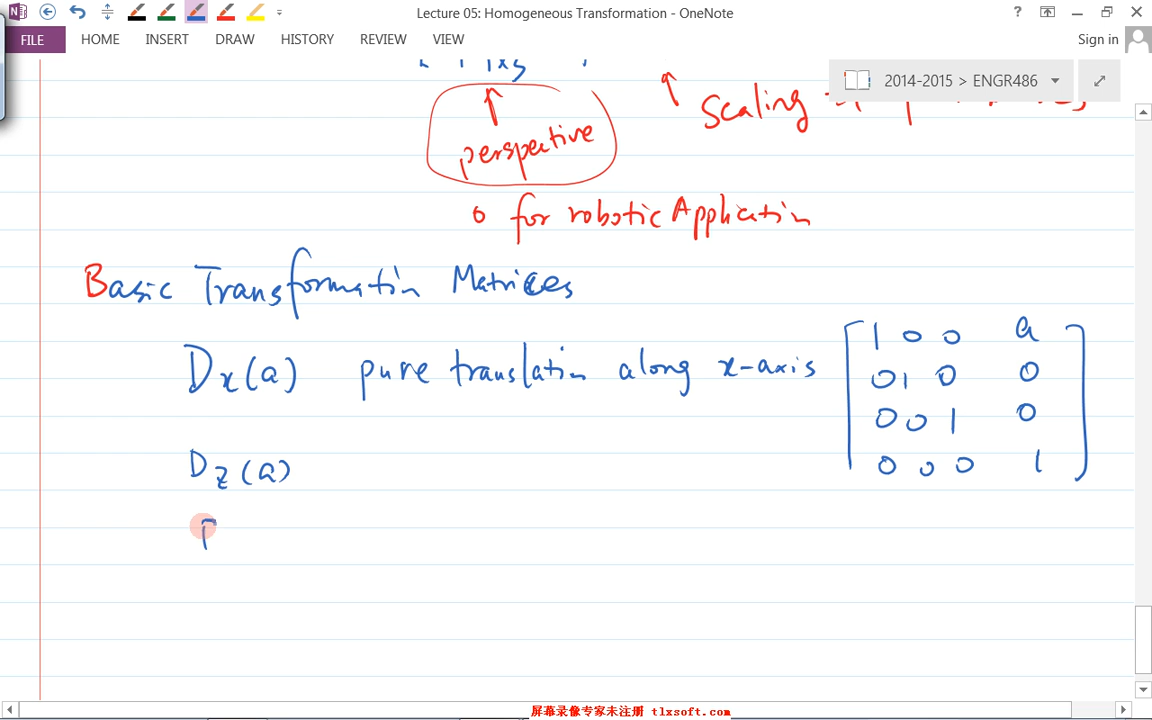 Lecture 05: Homogeneous Transformation - OneNote
FILE HOME INSERT DRAW HISTORY REVIEW VIEW Sign in
2014-2015 > ENGR486
Scaling
perspective
0 for robotic Application
Basic Transformation Matrices
Dx(a) pure translation along x-axis
1 0 0 a
0 1 0 0
0 0 1 0
0 0 0 1
Dz(a)
屏幕录像专家未注册 tlxsoft.com